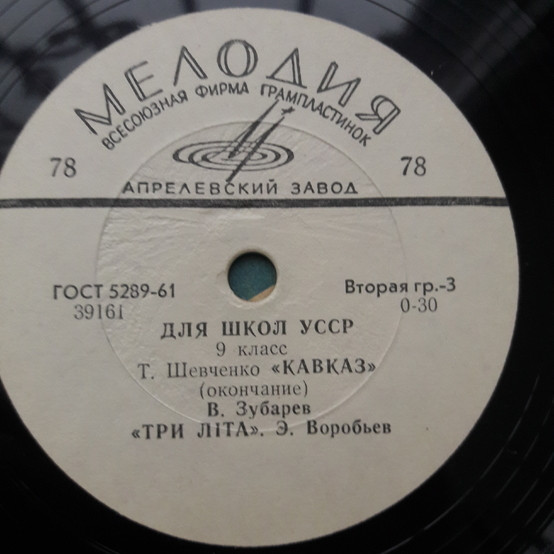 МЕЛОДИЯ
ВСЕСОЮЗНАЯ ФИРМА ГРАМПЛАСТИНОК
78 78
АПРЕЛЕВСКИЙ ЗАВОД
ГОСТ 5289-61 Вторая гр.-3
39161 0-30
ДЛЯ ШКОЛ УССР
9 класс
Т. Шевченко «КАВКАЗ»
(окончание)
В. Зубарев
«ТРИ ЛІТА». Э. Воробьев